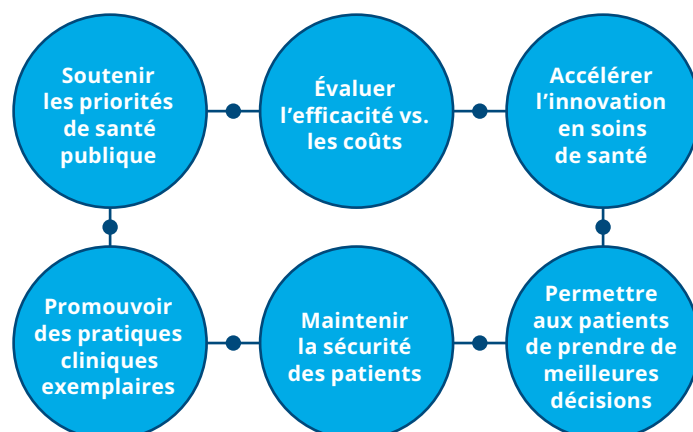 Soutenir
les priorités
de santé
publique
Évaluer
l’efficacité vs.
les coûts
Accélérer
l’innovation
en soins
de santé
Promouvoir
des pratiques
cliniques
exemplaires
Maintenir
la sécurité
des patients
Permettre
aux patients
de prendre de
meilleures
décisions